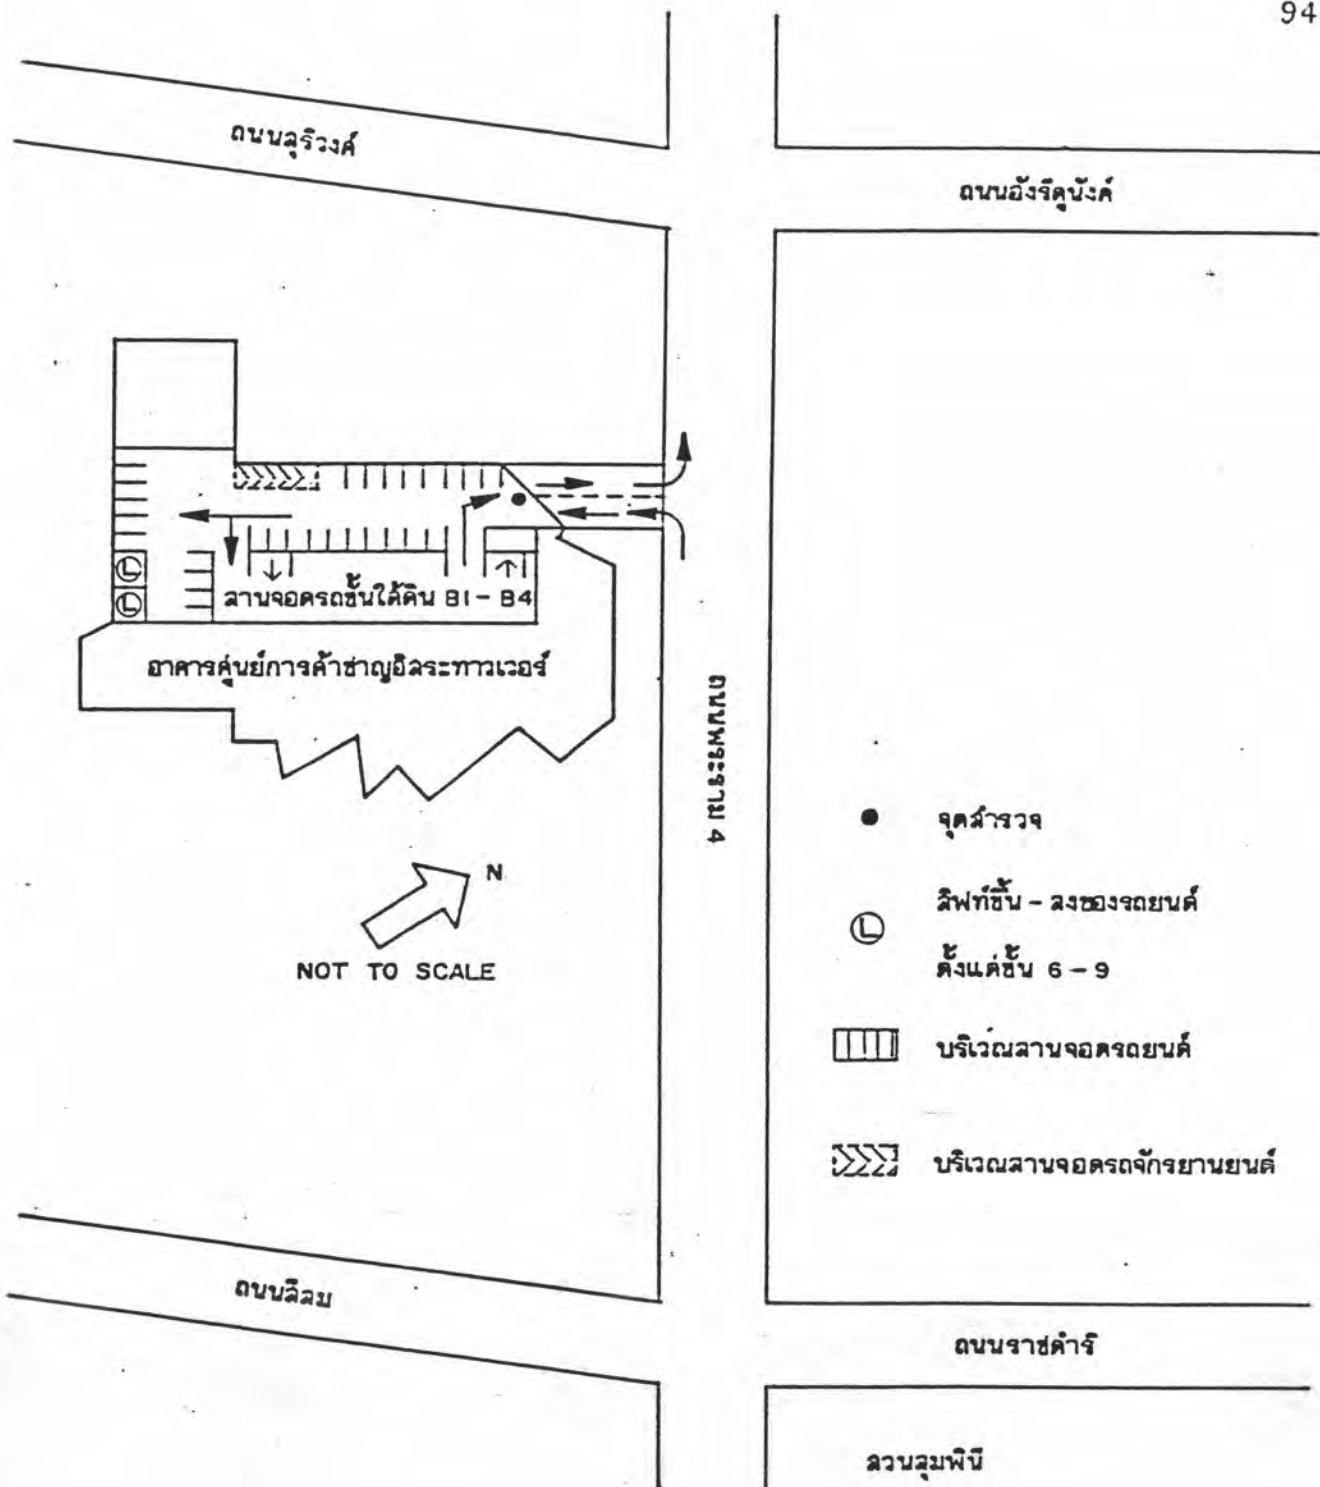 94
ถนนสุริวงค์
ถนนอังรีดูนังค์
ลานจอดรถชั้นใต้ดิน B1 - B4
อาคารศูนย์การค้าชาญอิสระทาวเวอร์
ถนนพระราม 4
N
NOT TO SCALE
จุดสำรวจ
ลิฟท์ขึ้น - ลงของรถยนต์
L
ตั้งแต่ชั้น 6 - 9
บริเวณลานจอดรถยนต์
บริเวณลานจอดรถจักรยานยนต์
ถนนสีลม
ถนนราชดำริ
สวนลุมพินี
L
L